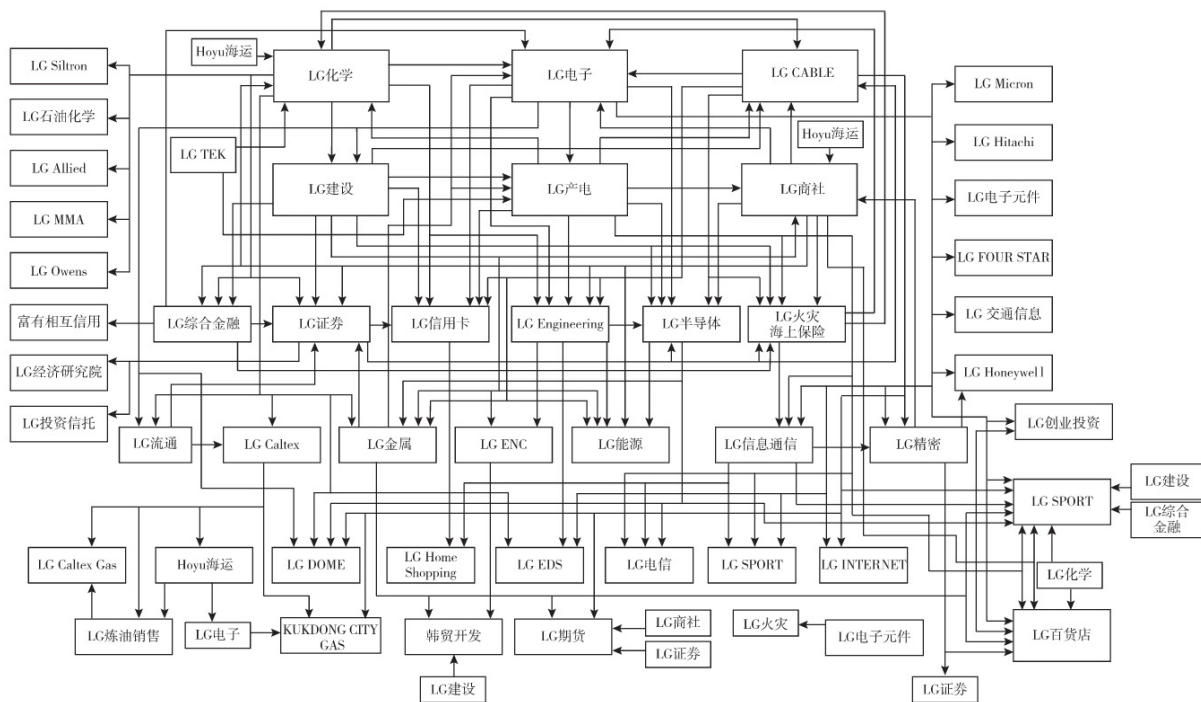 Hoyu海运
LG化学
LG电子
LG CABLE
LG Siltron
LG石油化学
LG Allied
LG MMA
LG Owens
富有相互信用
LG经济研究院
LG投资信托
LG TEK
Hoyu海运
LG建设
LG产电
LG商社
LG Micron
LG Hitachi
LG电子元件
LG FOUR STAR
LG 交通信息
LG Honeywell
LG创业投资
LG综合金融
LG证券
LG信用卡
LG Engineering
LG半导体
LG火灾
海上保险
LG流通
LG Caltex
LG金属
LG ENC
LG能源
LG信息通信
LG精密
LG SPORT
LG建设
LG综合
金融
LG Caltex Gas
Hoyu海运
LG DOME
LG Home
Shopping
LG EDS
LG电信
LG SPORT
LG INTERNET
LG化学
LG炼油销售
LG电子
KUKDONG CITY
GAS
韩贸开发
LG期货
LG商社
LG证券
LG火灾
LG电子元件
LG百货店
LG建设
LG证券